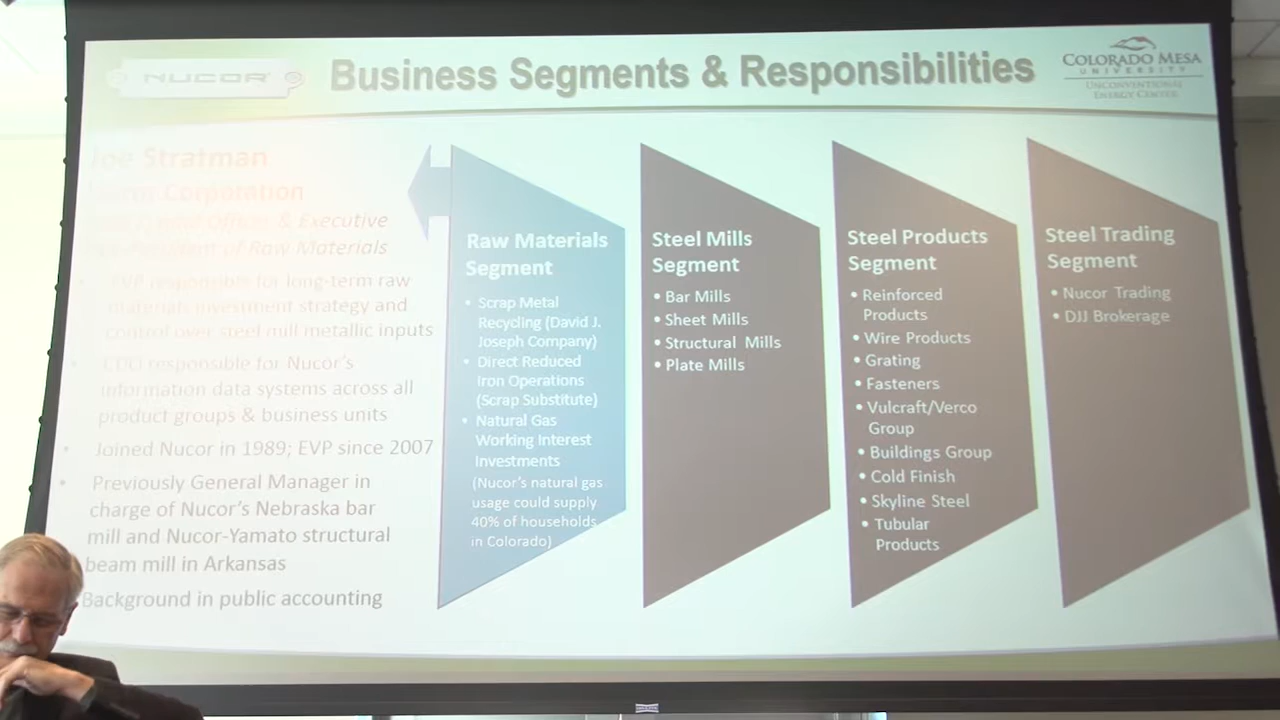 NUCOR
Business Segments & Responsibilities
COLORADO MESA
UNIVERSITY
UNCONVENTIONAL
ENERGY CENTER
Joe Stratman
Corporation
Officer & Executive
President of Raw Materials
• EVP responsible for long-term raw
materials investment strategy and
control over steel mill metallic inputs
• CDO responsible for Nucor's
information data systems across all
product groups & business units
• Joined Nucor in 1989; EVP since 2007
• Previously General Manager in
charge of Nucor's Nebraska bar
mill and Nucor-Yamato structural
beam mill in Arkansas
Background in public accounting
Raw Materials
Segment
• Scrap Metal
Recycling (David J.
Joseph Company)
• Direct Reduced
Iron Operations
(Scrap Substitute)
• Natural Gas
Working Interest
Investments
(Nucor's natural gas
usage could supply
40% of households
in Colorado)
Steel Mills
Segment
• Bar Mills
• Sheet Mills
• Structural Mills
• Plate Mills
Steel Products
Segment
• Reinforced
Products
• Wire Products
• Grating
• Fasteners
• Vulcraft/Verco
Group
• Buildings Group
• Cold Finish
• Skyline Steel
• Tubular
Products
Steel Trading
Segment
• Nucor Trading
• DJJ Brokerage